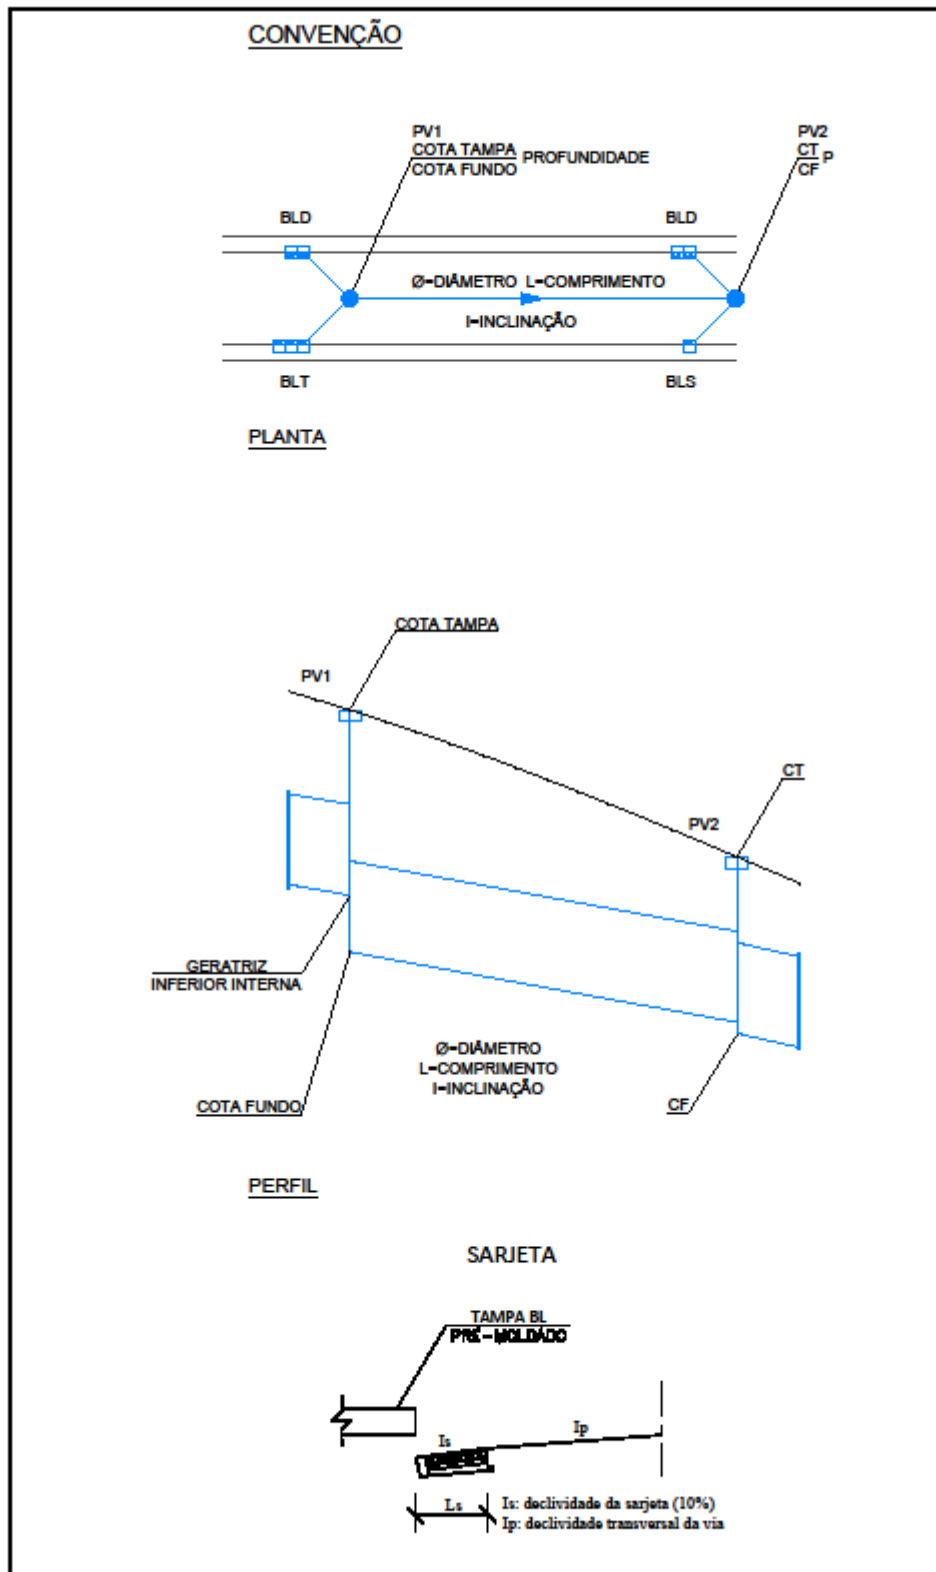 CONVENÇÃO
PV1
COTA TAMPA
COTA FUNDO
PROFUNDIDADE
PV2
CT
CF
P
BLD
BLD
Ø=DIÂMETRO L=COMPRIMENTO
I=INCLINAÇÃO
BLT
BLS
PLANTA
COTA TAMPA
PV1
CT
PV2
GERATRIZ
INFERIOR INTERNA
Ø=DIÂMETRO
L=COMPRIMENTO
I=INCLINAÇÃO
COTA FUNDO
CF
PERFIL
SARJETA
TAMPA BL
PRÉ-MOLDADO
Is
Ip
Ls
Is: declividade da sarjeta (10%)
Ip: declividade transversal da via